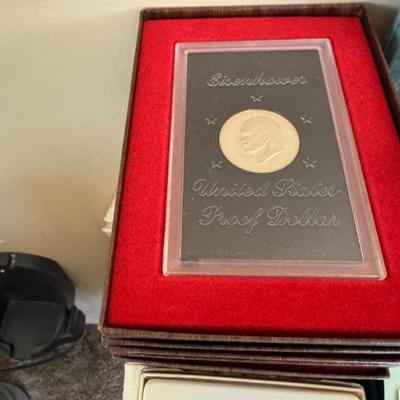 Eisenhower
United States
Proof Dollar